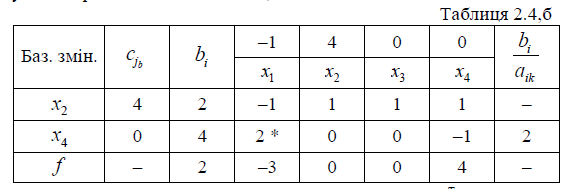 Таблиця 2.4,б
Баз. змін. c_{j_b} b_i –1 4 0 0 b_i / a_{ik}
x_1 x_2 x_3 x_4
x_2 4 2 –1 1 1 1 –
x_4 0 4 2 * 0 0 –1 2
f – 2 –3 0 0 4 –